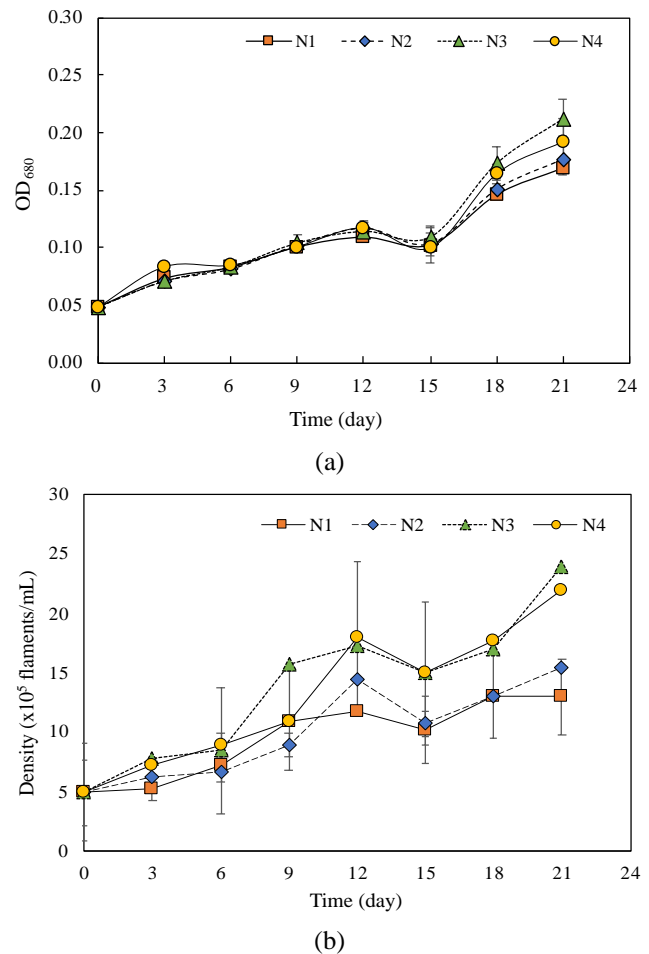 0.30
N1 N2 N3 N4
0.25
0.20
OD680
0.15
0.10
0.05
0.00
0 3 6 9 12 15 18 21 24
Time (day)
(a)
30
N1 N2 N3 N4
25
20
Density (x10⁵ flaments/mL)
15
10
5
0
0 3 6 9 12 15 18 21 24
Time (day)
(b)